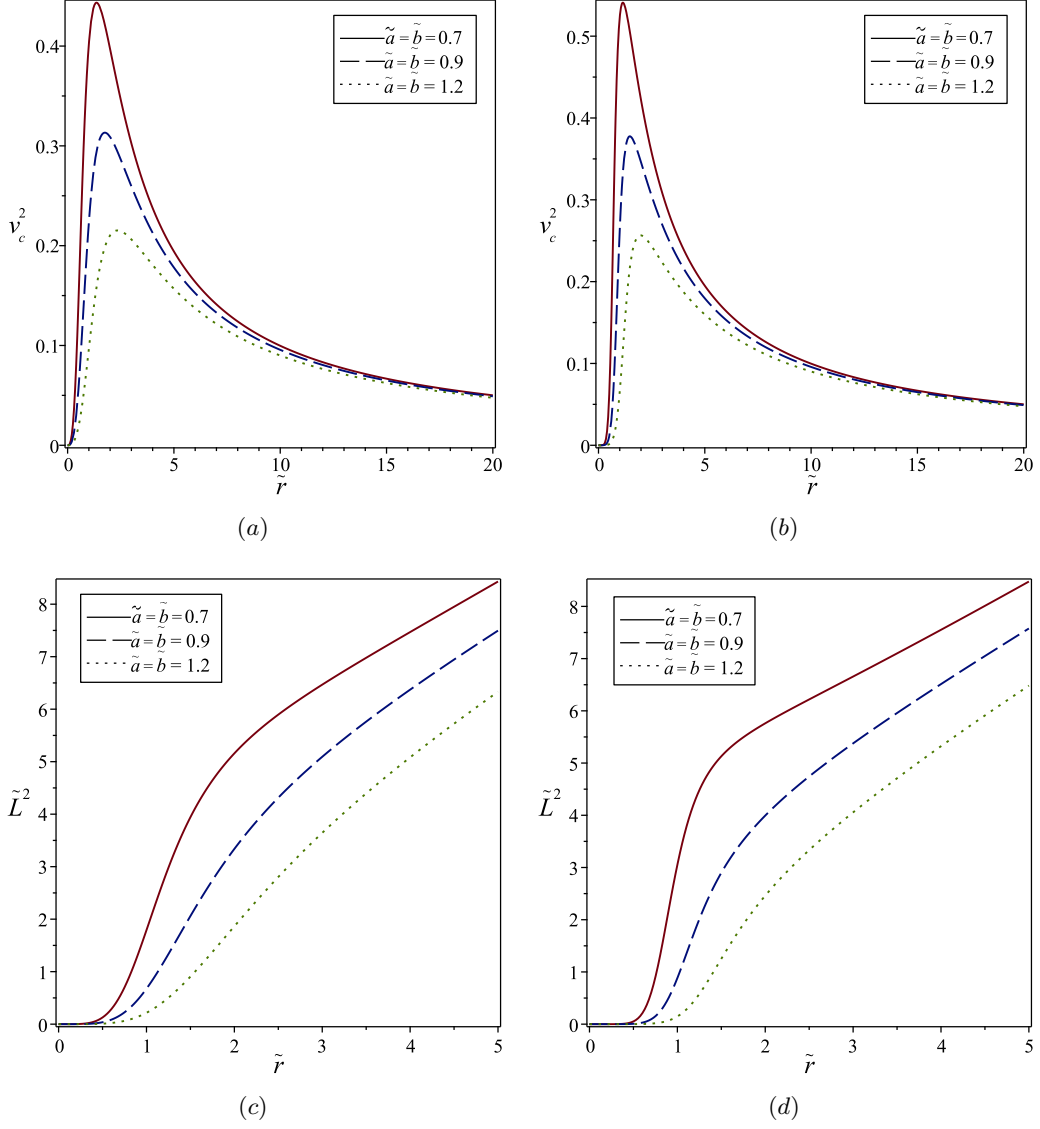 ã = b̃ = 0.7
ã = b̃ = 0.9
ã = b̃ = 1.2
0.4
0.3
0.2
0.1
0
v_c^2
0 5 10 15 20
r̃
(a)
ã = b̃ = 0.7
ã = b̃ = 0.9
ã = b̃ = 1.2
0.5
0.4
0.3
0.2
0.1
0
v_c^2
0 5 10 15 20
r̃
(b)
ã = b̃ = 0.7
ã = b̃ = 0.9
ã = b̃ = 1.2
8
7
6
5
4
3
2
1
0
L̃^2
0 1 2 3 4 5
r̃
(c)
ã = b̃ = 0.7
ã = b̃ = 0.9
ã = b̃ = 1.2
8
7
6
5
4
3
2
1
0
L̃^2
0 1 2 3 4 5
r̃
(d)